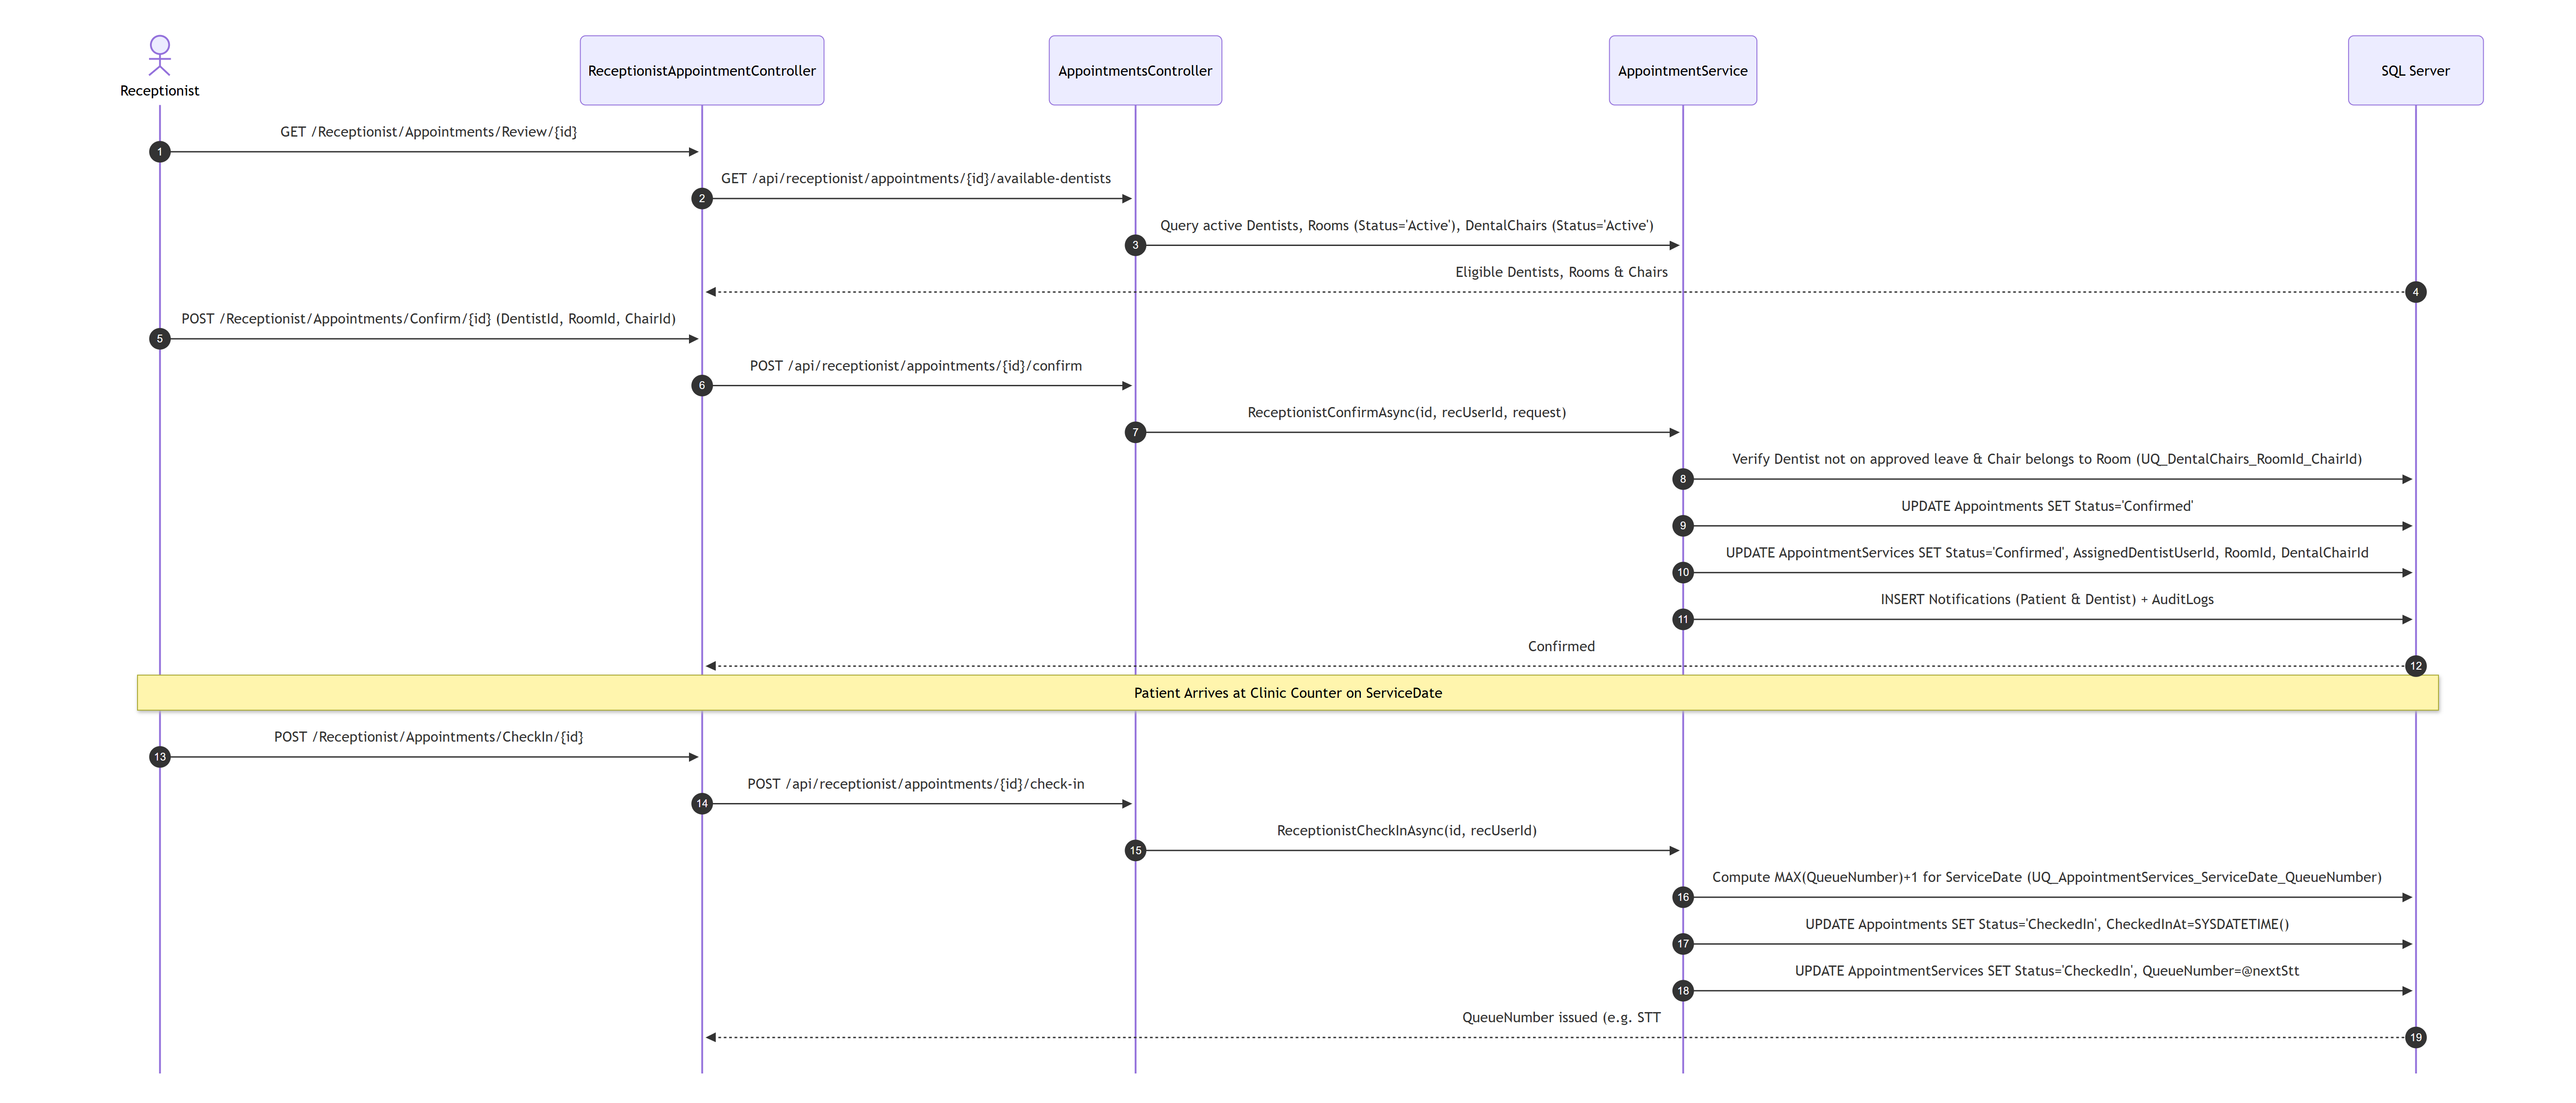 Receptionist
ReceptionistAppointmentController
AppointmentsController
AppointmentService
SQL Server
GET /Receptionist/Appointments/Review/{id}
1
GET /api/receptionist/appointments/{id}/available-dentists
2
Query active Dentists, Rooms (Status='Active'), DentalChairs (Status='Active')
3
Eligible Dentists, Rooms & Chairs
4
POST /Receptionist/Appointments/Confirm/{id} (DentistId, RoomId, ChairId)
5
POST /api/receptionist/appointments/{id}/confirm
6
ReceptionistConfirmAsync(id, recUserId, request)
7
Verify Dentist not on approved leave & Chair belongs to Room (UQ_DentalChairs_RoomId_ChairId)
8
UPDATE Appointments SET Status='Confirmed'
9
UPDATE AppointmentServices SET Status='Confirmed', AssignedDentistUserId, RoomId, DentalChairId
10
INSERT Notifications (Patient & Dentist) + AuditLogs
11
Confirmed
12
Patient Arrives at Clinic Counter on ServiceDate
POST /Receptionist/Appointments/CheckIn/{id}
13
POST /api/receptionist/appointments/{id}/check-in
14
ReceptionistCheckInAsync(id, recUserId)
15
Compute MAX(QueueNumber)+1 for ServiceDate (UQ_AppointmentServices_ServiceDate_QueueNumber)
16
UPDATE Appointments SET Status='CheckedIn', CheckedInAt=SYSDATETIME()
17
UPDATE AppointmentServices SET Status='CheckedIn', QueueNumber=@nextStt
18
QueueNumber issued (e.g. STT
19